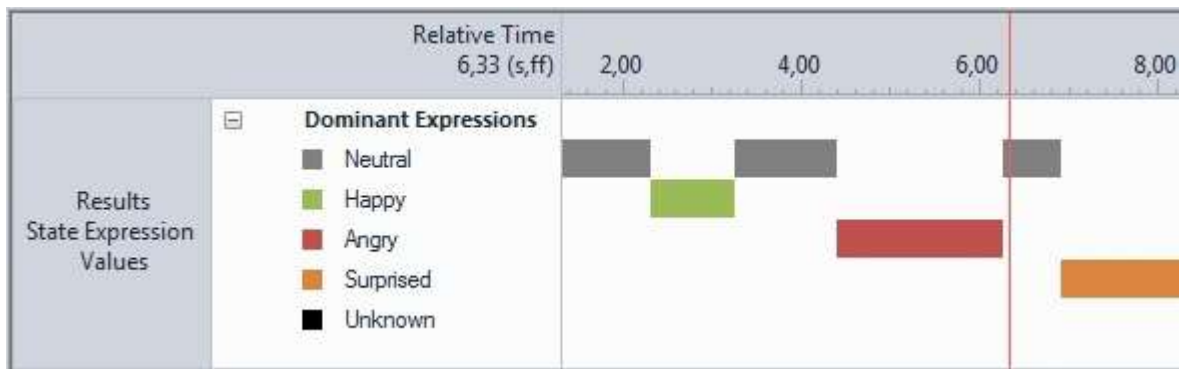 Relative Time
6,33 (s,ff)
2,00 4,00 6,00 8,00
Results
State Expression
Values
Dominant Expressions
Neutral
Happy
Angry
Surprised
Unknown